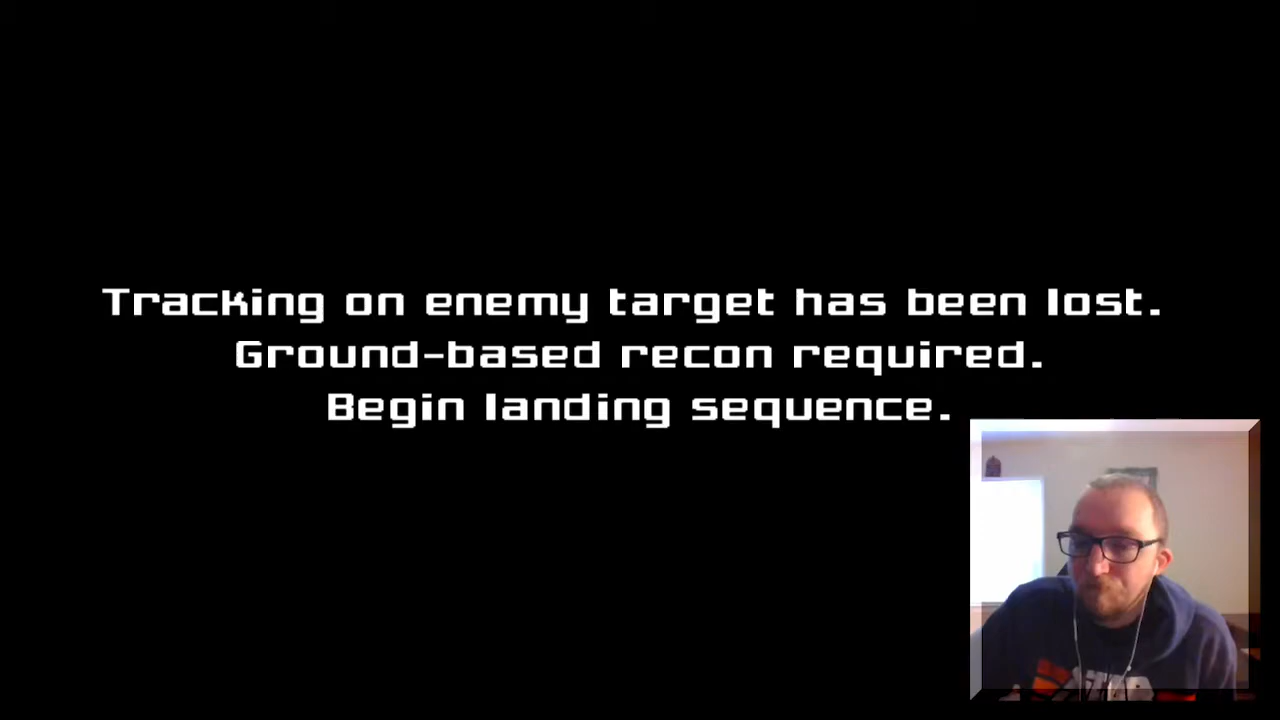 Tracking on enemy target has been lost.
Ground-based recon required.
Begin landing sequence.